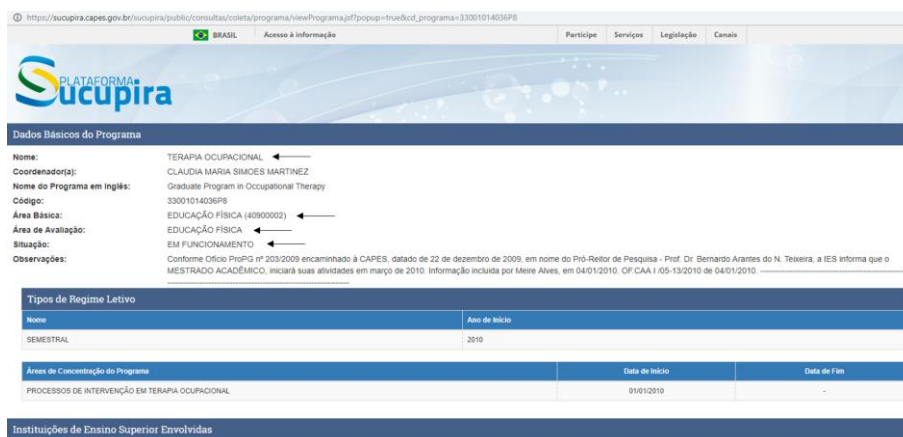 https://sucupira.capes.gov.br/sucupira/public/consultas/coleta/programa/viewPrograma.jsf?popup=true&cd_programa=33001014036P8
BRASIL Acesso à informação Participe Serviços Legislação Canais
PLATAFORMA
Sucupira
Dados Básicos do Programa
Nome: TERAPIA OCUPACIONAL
Coordenador(a): CLAUDIA MARIA SIMOES MARTINEZ
Nome do Programa em Inglês: Graduate Program in Occupational Therapy
Código: 33001014036P8
Área Básica: EDUCAÇÃO FÍSICA (40900002)
Área de Avaliação: EDUCAÇÃO FÍSICA
Situação: EM FUNCIONAMENTO
Observações: Conforme Ofício ProPG nº 203/2009 encaminhado à CAPES, datado de 22 de dezembro de 2009, em nome do Pró-Reitor de Pesquisa - Prof. Dr. Bernardo Arantes do N. Teixeira, a IES informa que o
MESTRADO ACADÊMICO, iniciará suas atividades em março de 2010. Informação incluida por Meire Alves, em 04/01/2010. OF.CAA I /05-13/2010 de 04/01/2010.
Tipos de Regime Letivo
Nome Ano de Início
SEMESTRAL 2010
Áreas de Concentração do Programa Data de Início Data de Fim
PROCESSOS DE INTERVENÇÃO EM TERAPIA OCUPACIONAL 01/01/2010 -
Instituições de Ensino Superior Envolvidas